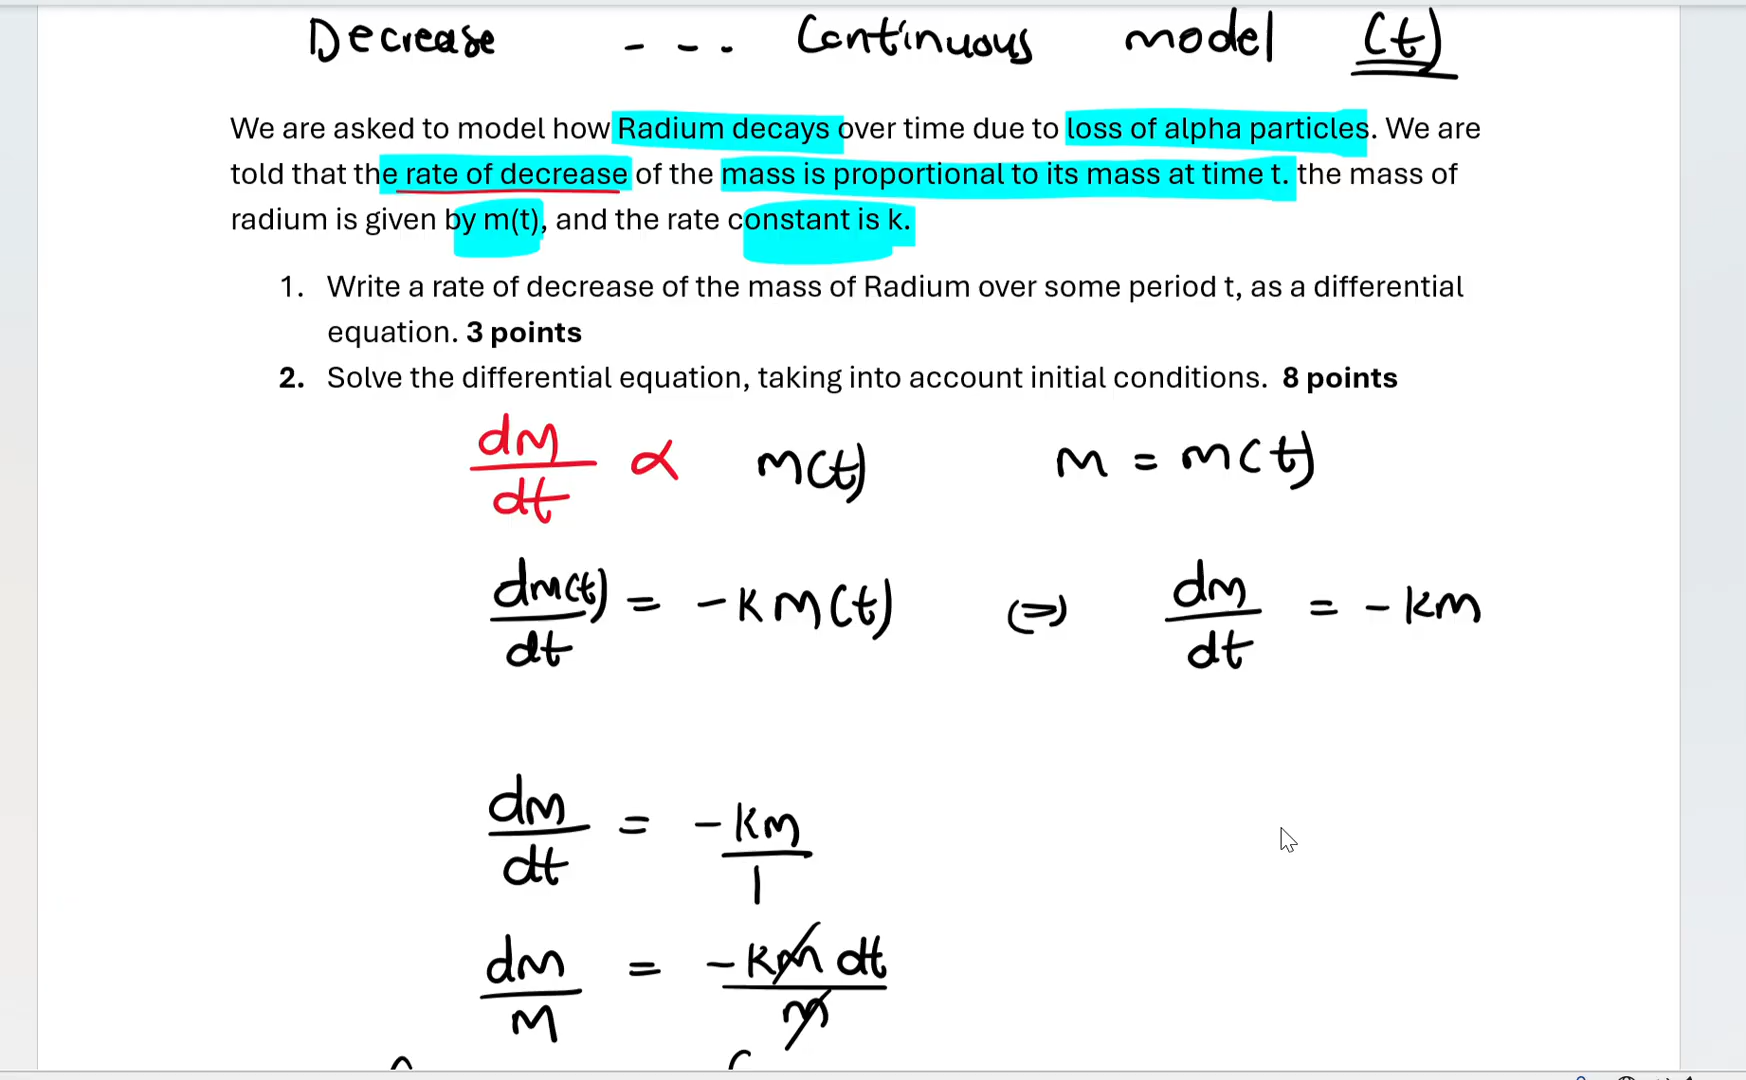 Decrease - - - Continuous model (t)
We are asked to model how Radium decays over time due to loss of alpha particles. We are
told that the rate of decrease of the mass is proportional to its mass at time t. the mass of
radium is given by m(t), and the rate constant is k.
1. Write a rate of decrease of the mass of Radium over some period t, as a differential
equation. 3 points
2. Solve the differential equation, taking into account initial conditions. 8 points
dm/dt ∝ m(t) m = m(t)
dm(t)/dt = -km(t) (=) dm/dt = -km
dm/dt = -km/1
dm/m = -km dt/m